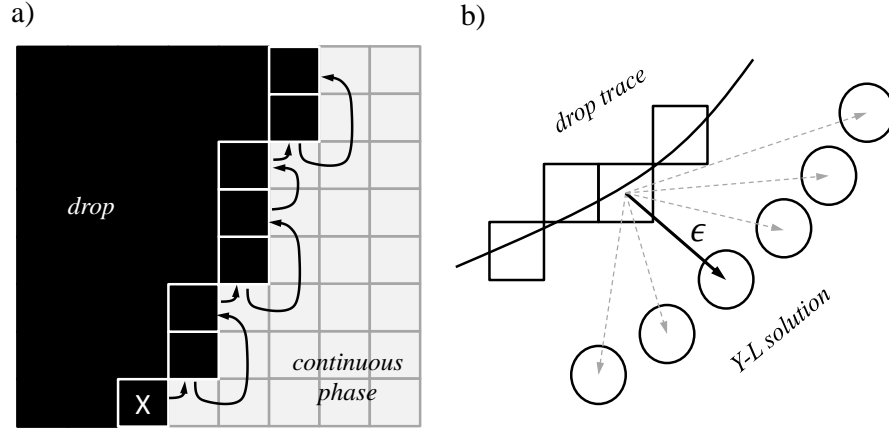 a)
drop
X
continuous
phase
b)
drop trace
ϵ
Y-L solution